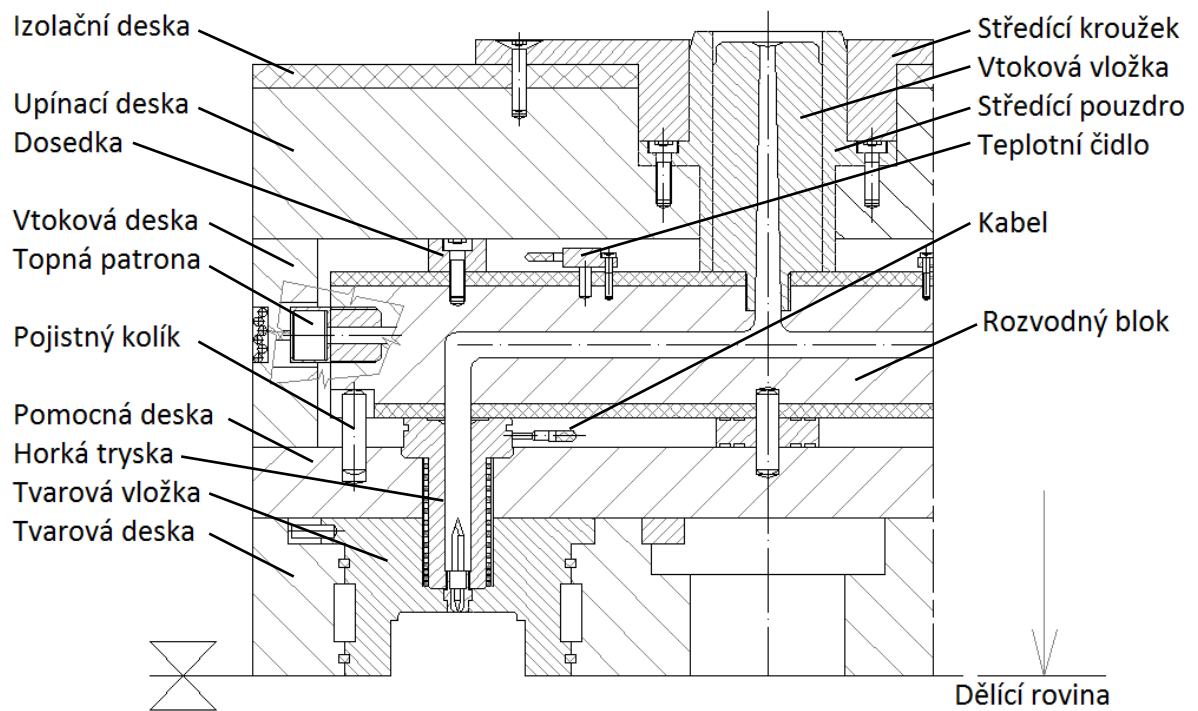 Izolační deska
Upínací deska
Dosedka
Vtoková deska
Topná patrona
Pojistný kolík
Pomocná deska
Horká tryska
Tvarová vložka
Tvarová deska
Středící kroužek
Vtoková vložka
Středící pouzdro
Teplotní čidlo
Kabel
Rozvodný blok
Dělící rovina